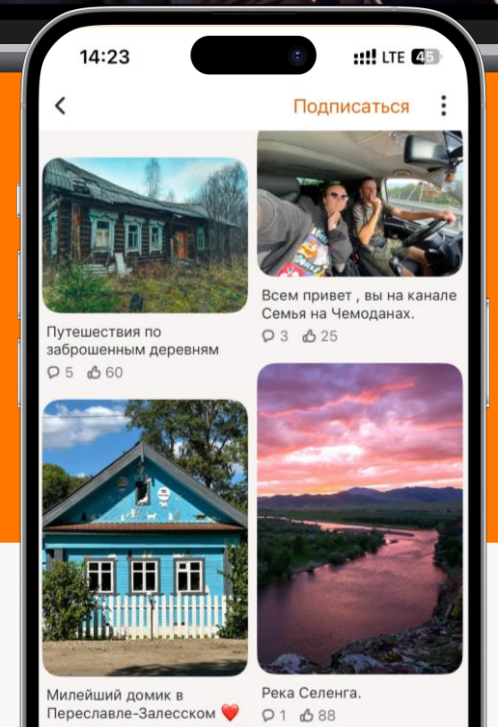 14:23
LTE 45
Подписаться
Путешествия по
заброшенным деревням
5 60
Всем привет , вы на канале
Семья на Чемоданах.
3 25
Милейший домик в
Переславле-Залесском ❤️
Река Селенга.
1 88